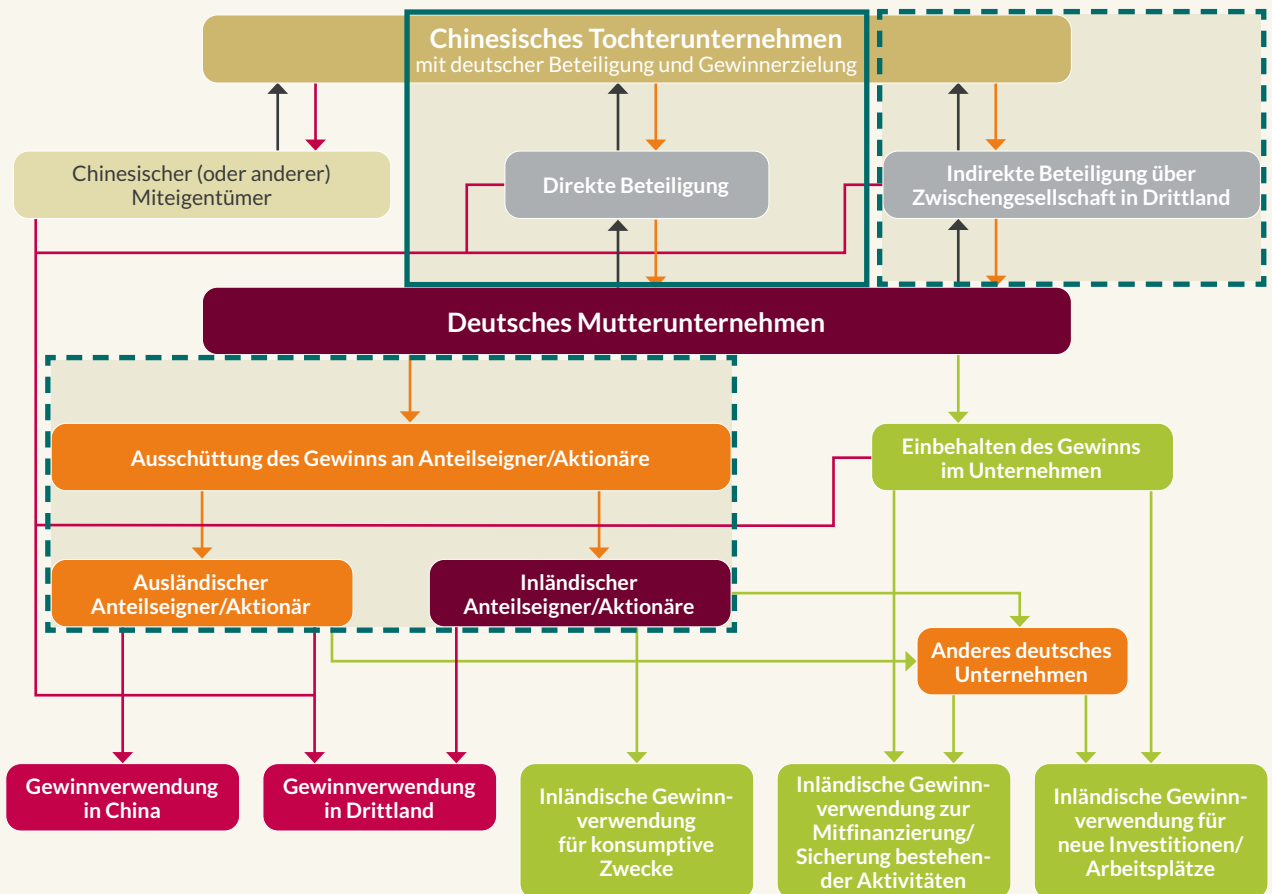 Chinesisches Tochterunternehmen
mit deutscher Beteiligung und Gewinnerzielung
Chinesischer (oder anderer)
Miteigentümer
Direkte Beteiligung
Indirekte Beteiligung über
Zwischengesellschaft in Drittland
Deutsches Mutterunternehmen
Ausschüttung des Gewinns an Anteilseigner/Aktionäre
Einbehalten des Gewinns
im Unternehmen
Ausländischer
Anteilseigner/Aktionär
Inländischer
Anteilseigner/Aktionäre
Anderes deutsches
Unternehmen
Gewinnverwendung
in China
Gewinnverwendung
in Drittland
Inländische Gewinn-
verwendung
für konsumptive
Zwecke
Inländische Gewinn-
verwendung zur
Mitfinanzierung/
Sicherung bestehen-
der Aktivitäten
Inländische Gewinn-
verwendung für
neue Investitionen/
Arbeitsplätze